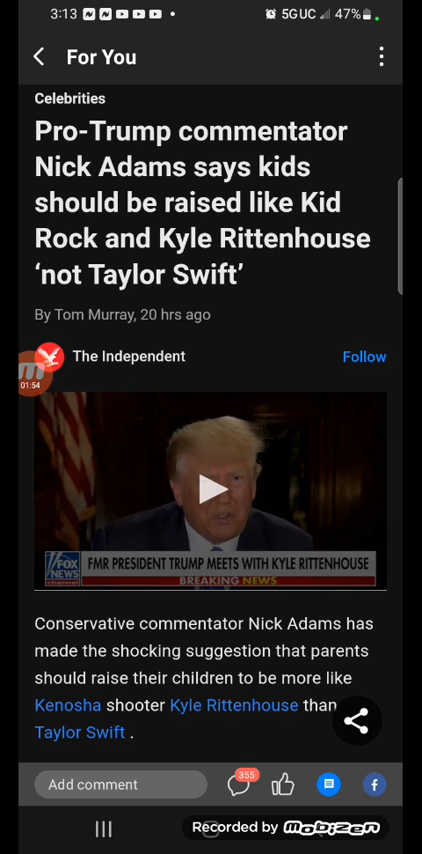 3:13
5GUC
47%
For You
Celebrities
Pro-Trump commentator
Nick Adams says kids
should be raised like Kid
Rock and Kyle Rittenhouse
‘not Taylor Swift’
By Tom Murray, 20 hrs ago
The Independent
Follow
01:54
FOX
NEWS
channel
FMR PRESIDENT TRUMP MEETS WITH KYLE RITTENHOUSE
BREAKING NEWS
Conservative commentator Nick Adams has
made the shocking suggestion that parents
should raise their children to be more like
Kenosha shooter Kyle Rittenhouse than
Taylor Swift .
Add comment
355
Recorded by mobizen